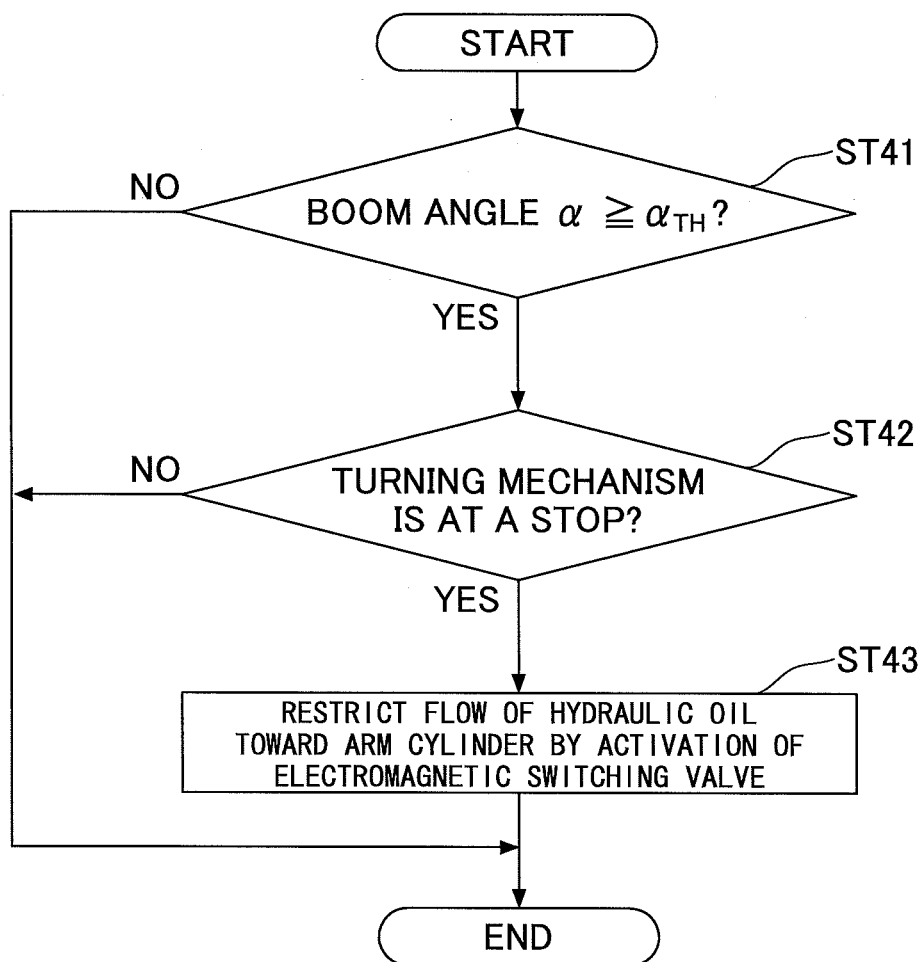 START
ST41
NO
BOOM ANGLE α ≧ αTH?
YES
ST42
NO
TURNING MECHANISM
IS AT A STOP?
YES
ST43
RESTRICT FLOW OF HYDRAULIC OIL
TOWARD ARM CYLINDER BY ACTIVATION OF
ELECTROMAGNETIC SWITCHING VALVE
END